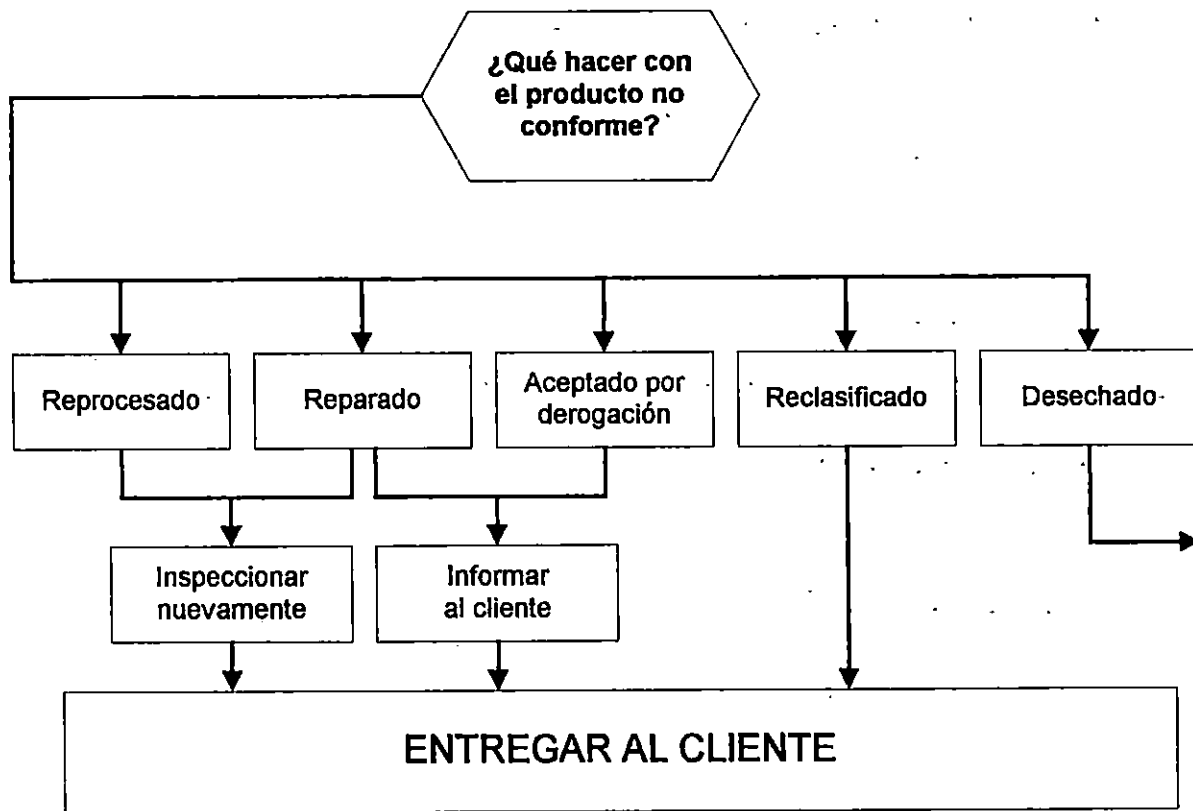 ¿Qué hacer con
el producto no
conforme?
Reprocesado
Reparado
Aceptado por
derogación
Reclasificado
Desechado
Inspeccionar
nuevamente
Informar
al cliente
ENTREGAR AL CLIENTE